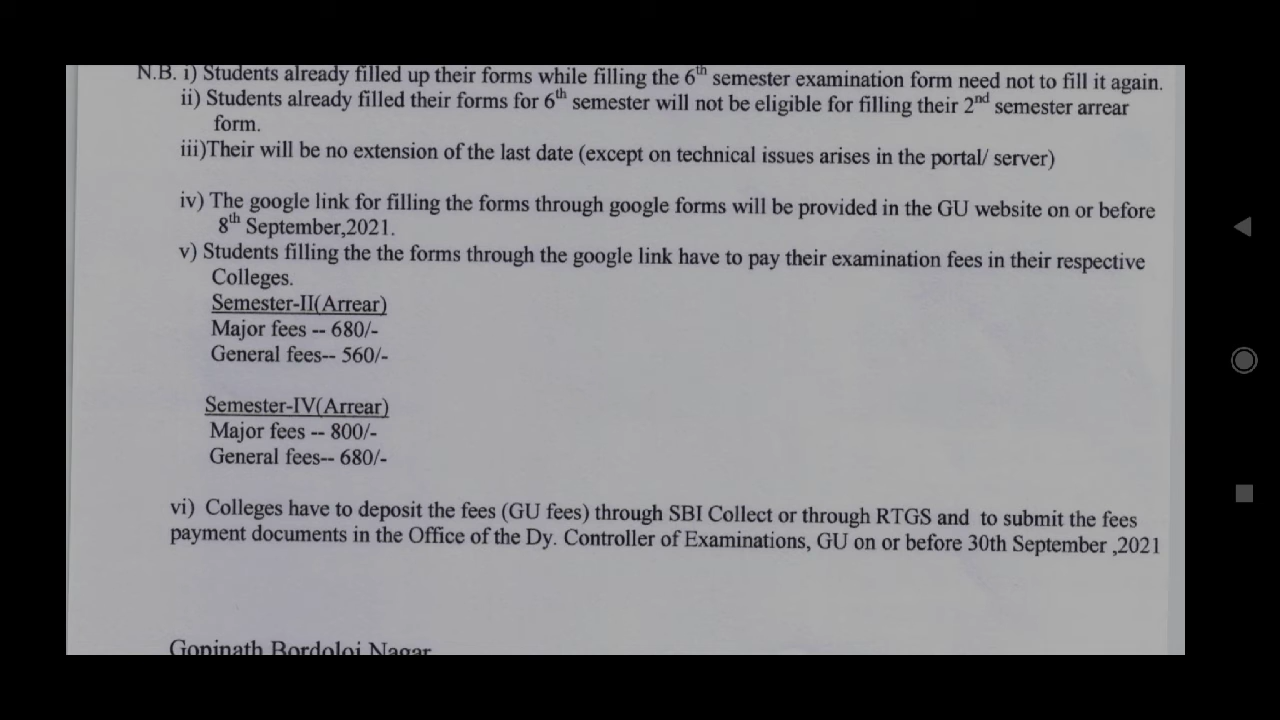 N.B. i) Students already filled up their forms while filling the 6th semester examination form need not to fill it again.
ii) Students already filled their forms for 6th semester will not be eligible for filling their 2nd semester arrear
form.
iii)Their will be no extension of the last date (except on technical issues arises in the portal/ server)
iv) The google link for filling the forms through google forms will be provided in the GU website on or before
8th September,2021.
v) Students filling the the forms through the google link have to pay their examination fees in their respective
Colleges.
Semester-II(Arrear)
Major fees -- 680/-
General fees-- 560/-
Semester-IV(Arrear)
Major fees -- 800/-
General fees-- 680/-
vi) Colleges have to deposit the fees (GU fees) through SBI Collect or through RTGS and to submit the fees
payment documents in the Office of the Dy. Controller of Examinations, GU on or before 30th September ,2021
Gopinath Bordoloi Nagar